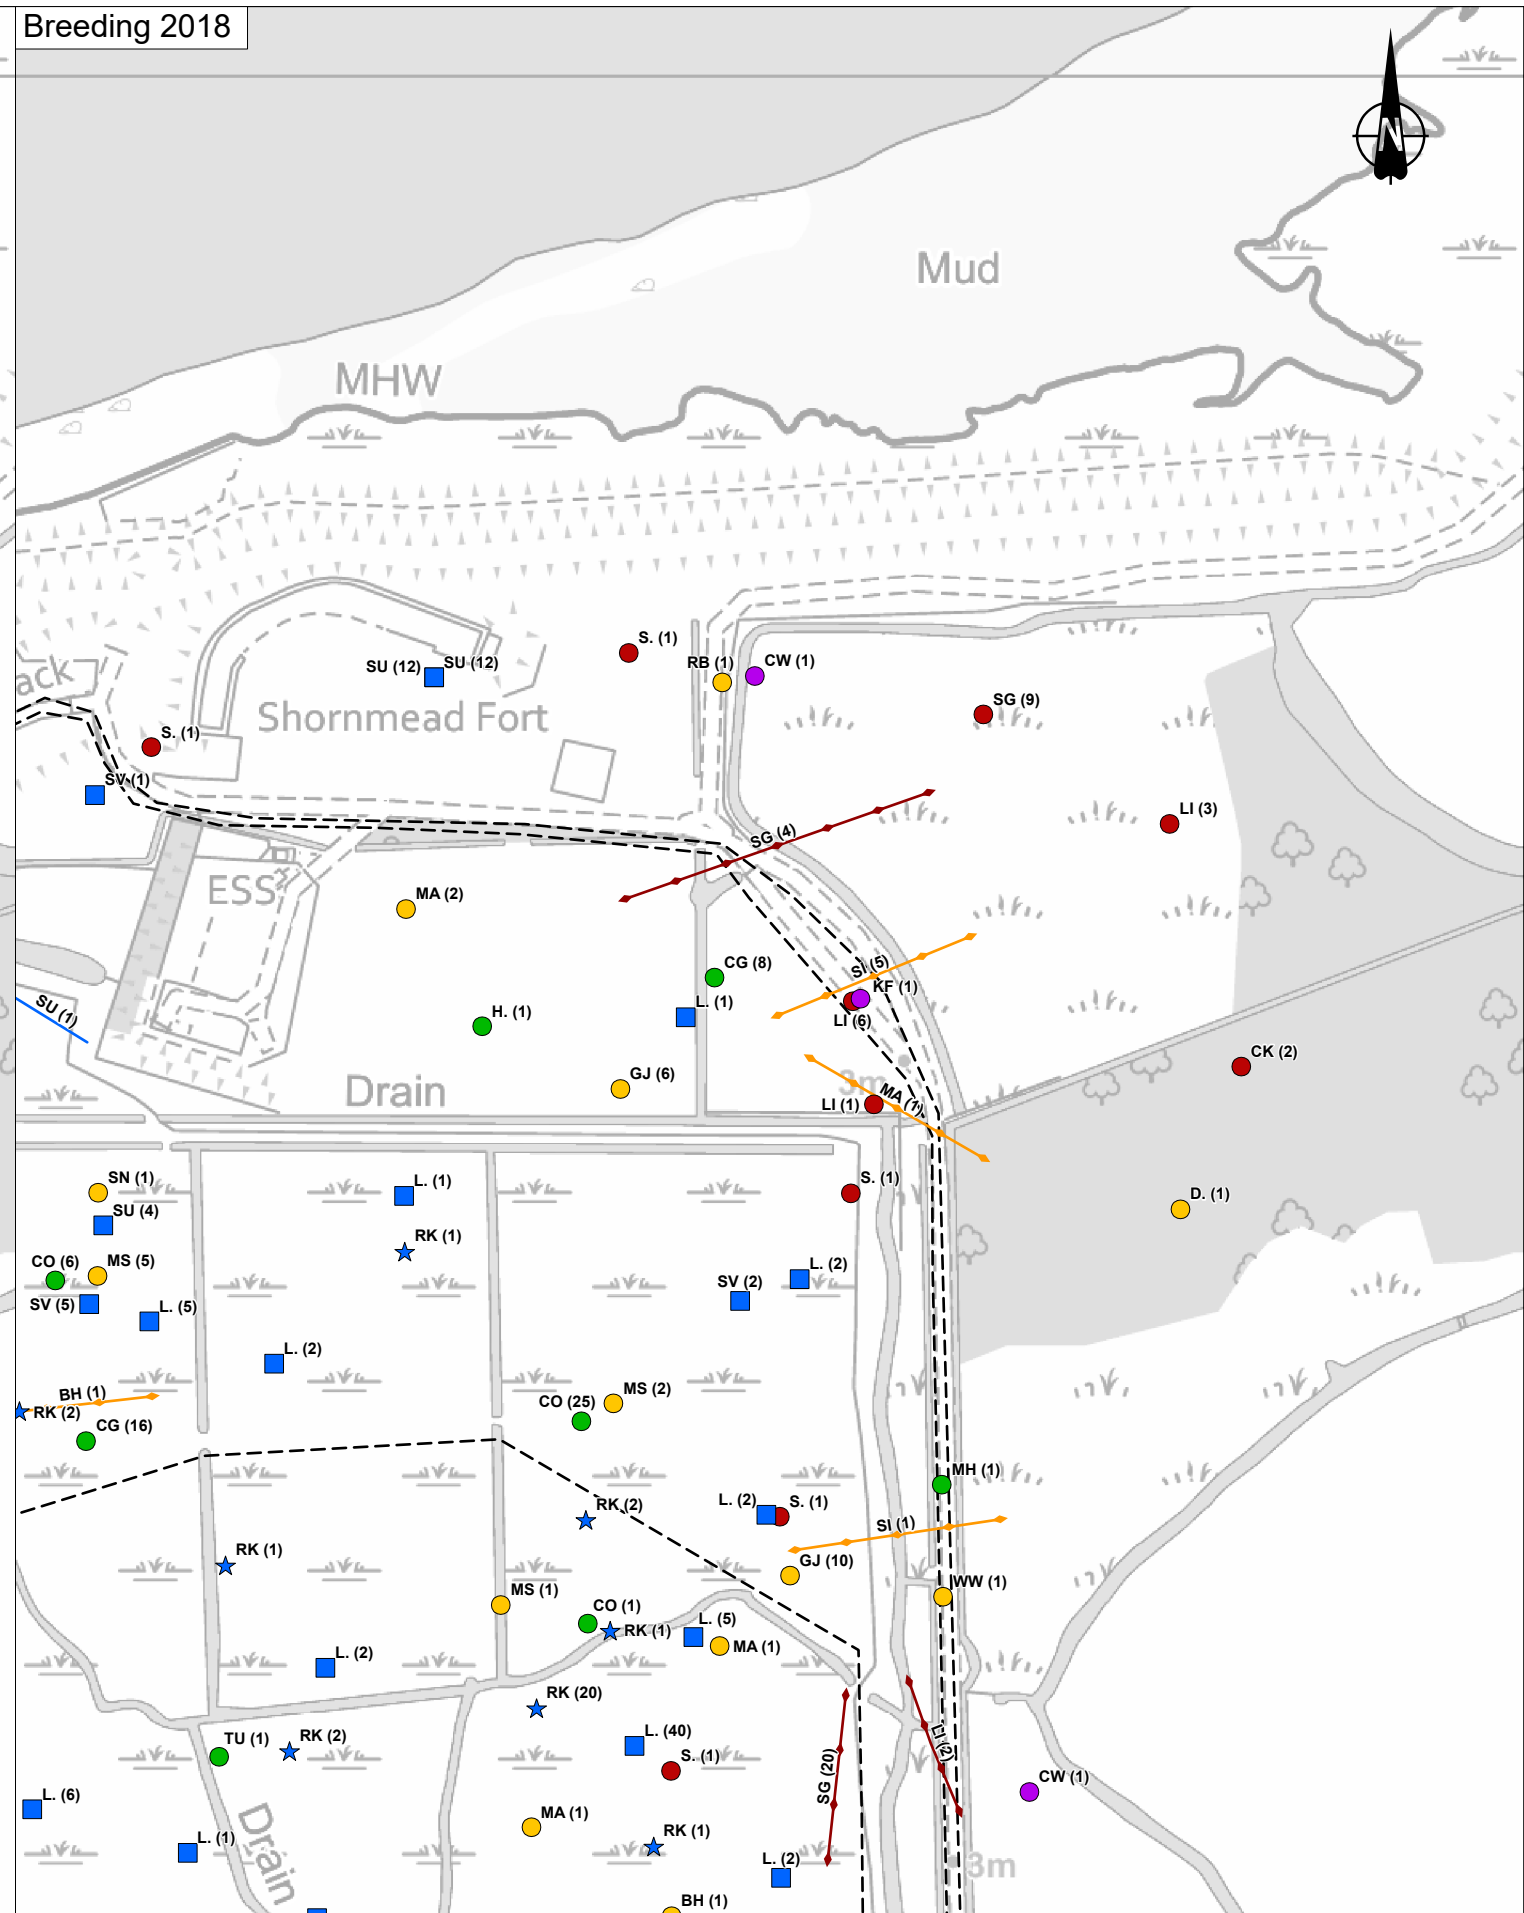 Breeding 2018
N
Mud
MHW
S. (1)
SU (12)
SU (12)
RB (1)
CW (1)
ack
SG (9)
Shornmead Fort
S. (1)
SV (1)
LI (3)
SG (4)
ESS
MA (2)
CG (8)
SI (5)
KF (1)
SU (1)
L. (1)
H. (1)
LI (6)
CK (2)
GJ (6)
Drain
3m
MA (1)
LI (1)
SN (1)
L. (1)
S. (1)
D. (1)
SU (4)
RK (1)
CO (6)
MS (5)
L. (2)
SV (2)
SV (5)
L. (5)
L. (2)
BH (1)
MS (2)
CO (25)
RK (2)
CG (16)
MH (1)
RK (2)
L. (2)
S. (1)
SI (1)
RK (1)
GJ (10)
WW (1)
MS (1)
CO (1)
RK (1)
L. (5)
MA (1)
L. (2)
RK (20)
TU (1)
RK (2)
L. (40)
LI (2)
S. (1)
SG (20)
CW (1)
L. (6)
MA (1)
RK (1)
L. (1)
Drain
L. (2)
3m
BH (1)